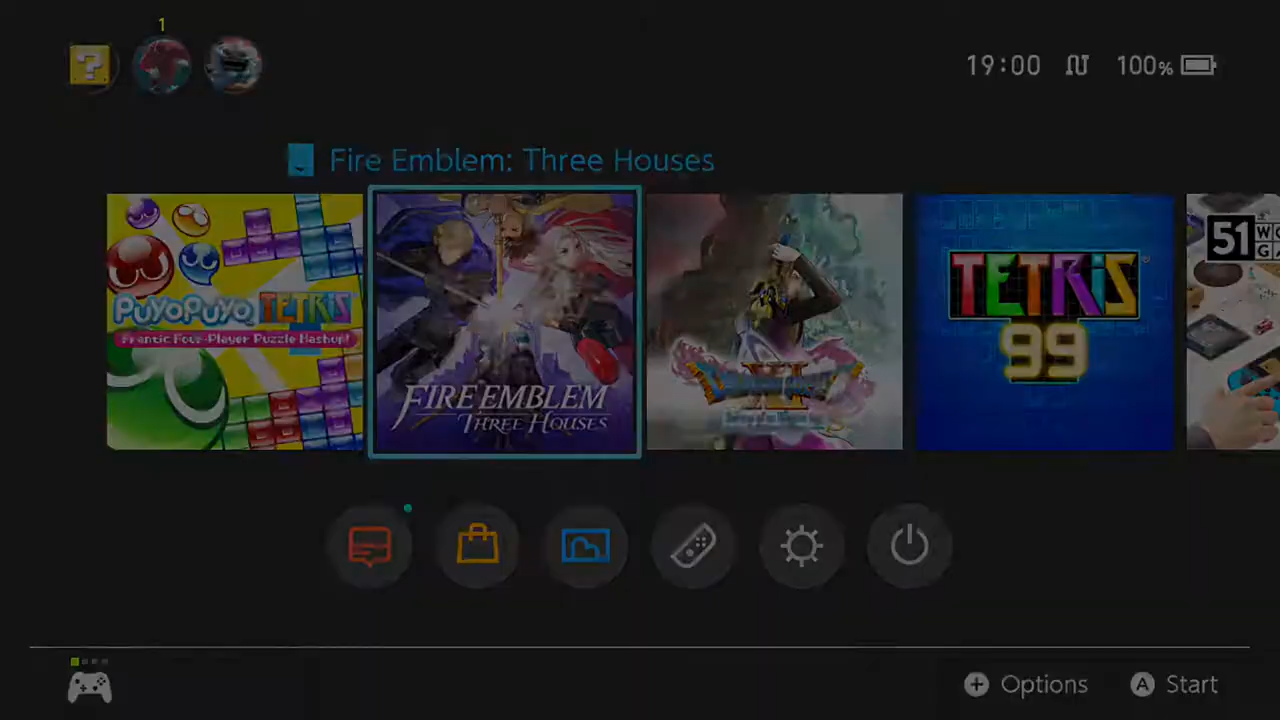 1
?
19:00
100%
Fire Emblem: Three Houses
PUYOPUYO TETRIS
Frantic Four-Player Puzzle Mashup!
FIRE EMBLEM
THREE HOUSES
XI
TETRIS
99
51
Options
A Start